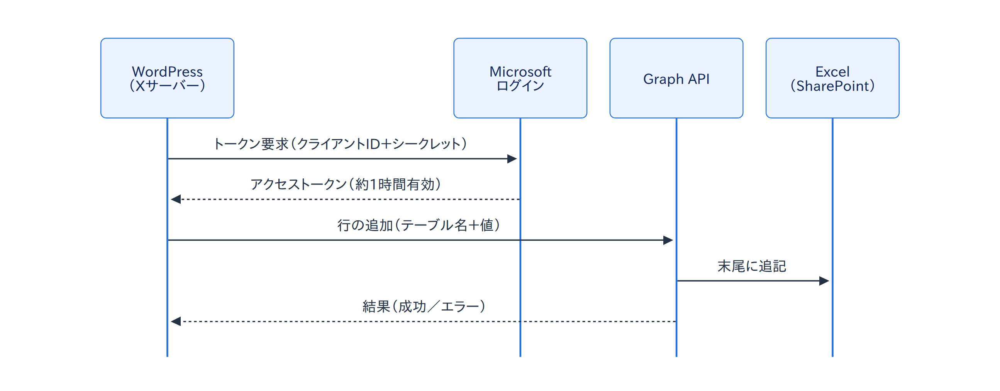 WordPress
（Xサーバー）
Microsoft
ログイン
Graph API
Excel
（SharePoint）
トークン要求（クライアントID＋シークレット）
アクセストークン（約1時間有効）
行の追加（テーブル名＋値）
末尾に追記
結果（成功／エラー）